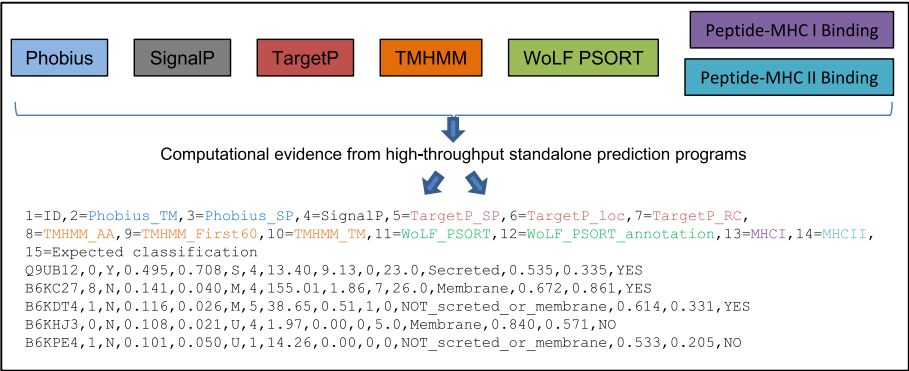 Phobius
SignalP
TargetP
TMHMM
WoLF PSORT
Peptide-MHC I Binding
Peptide-MHC II Binding
Computational evidence from high-throughput standalone prediction programs
1=ID,2=Phobius_TM,3=Phobius_SP,4=SignalP,5=TargetP_SP,6=TargetP_loc,7=TargetP_RC,
8=TMHMM_AA,9=TMHMM_First60,10=TMHMM_TM,11=WoLF_PSORT,12=WoLF_PSORT_annotation,13=MHCI,14=MHCII,
15=Expected classification
Q9UB12,0,Y,0.495,0.708,S,4,13.40,9.13,0,23.0,Secreted,0.535,0.335,YES
B6KC27,8,N,0.141,0.040,M,4,155.01,1.86,7,26.0,Membrane,0.672,0.861,YES
B6KDT4,1,N,0.116,0.026,M,5,38.65,0.51,1,0,NOT_screted_or_membrane,0.614,0.331,YES
B6KHJ3,0,N,0.108,0.021,U,4,1.97,0.00,0,5.0,Membrane,0.840,0.571,NO
B6KPE4,1,N,0.101,0.050,U,1,14.26,0.00,0,0,NOT_screted_or_membrane,0.533,0.205,NO